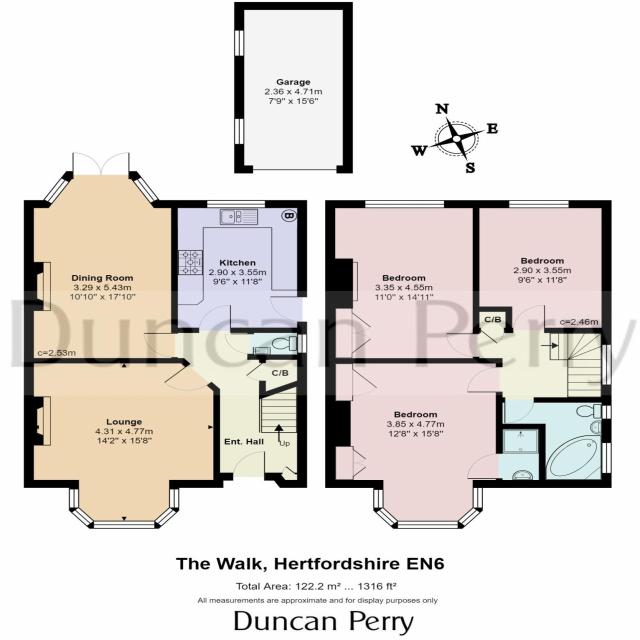 Garage
2.36 x 4.71m
7'9" x 15'6"
N
E
W
S
B
Kitchen
2.90 x 3.55m
9'6" x 11'8"
Dining Room
3.29 x 5.43m
10'10" x 17'10"
c=2.53m
C/B
Lounge
4.31 x 4.77m
14'2" x 15'8"
Ent. Hall
Up
Bedroom
3.35 x 4.55m
11'0" x 14'11"
Bedroom
2.90 x 3.55m
9'6" x 11'8"
C/B
c=2.46m
Bedroom
3.85 x 4.77m
12'8" x 15'8"
Duncan Perry
The Walk, Hertfordshire EN6
Total Area: 122.2 m² ... 1316 ft²
All measurements are approximate and for display purposes only
Duncan Perry